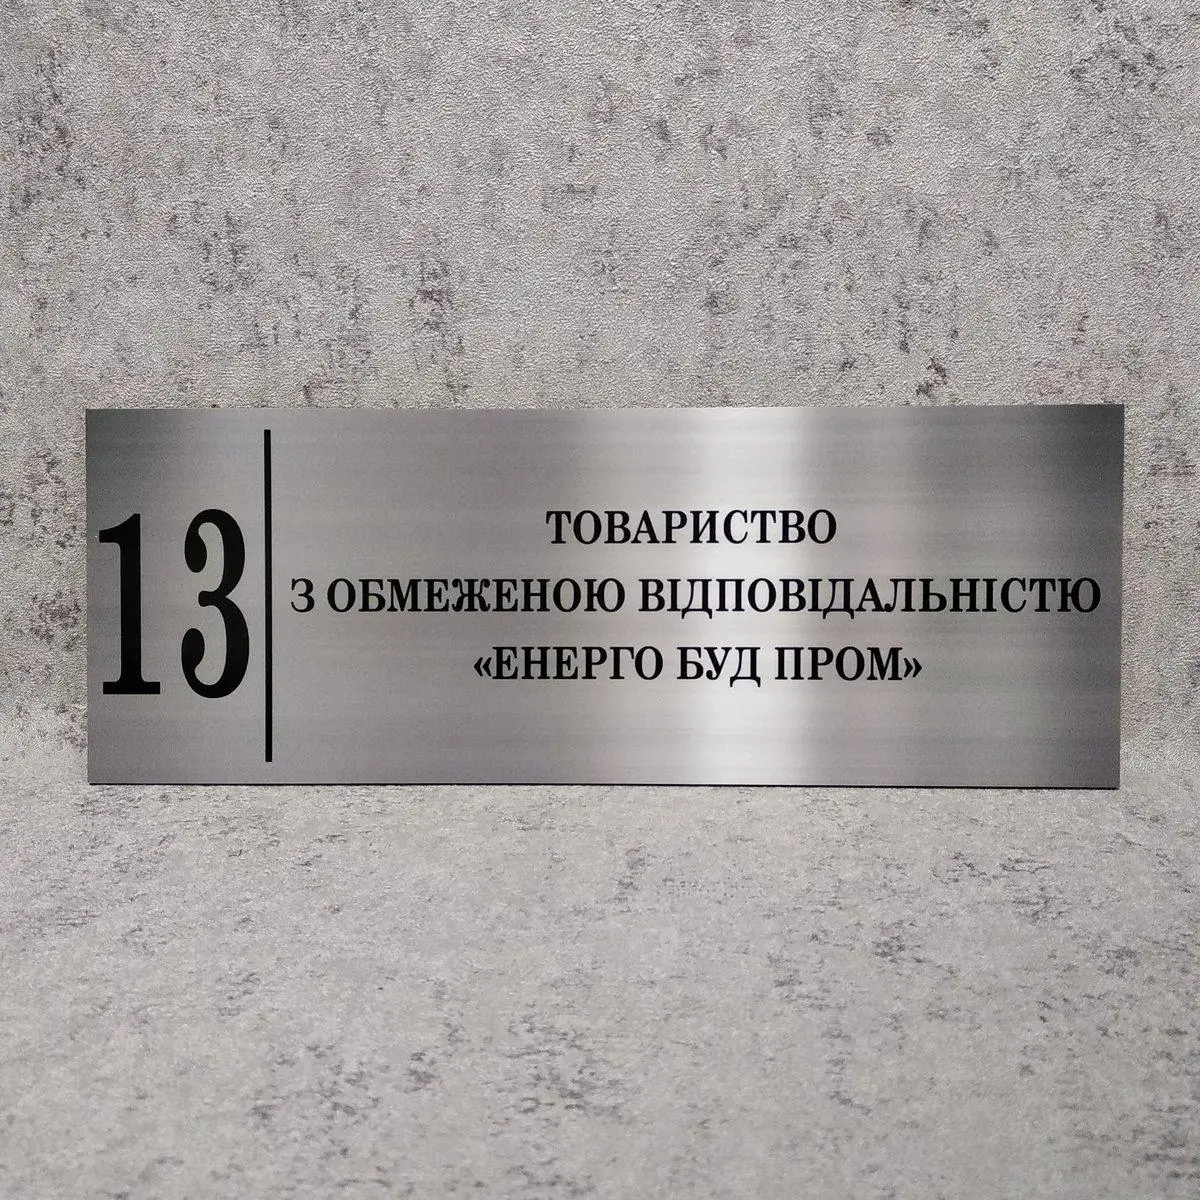 13
ТОВАРИСТВО
З ОБМЕЖЕНОЮ ВІДПОВІДАЛЬНІСТЮ
«ЕНЕРГО БУД ПРОМ»